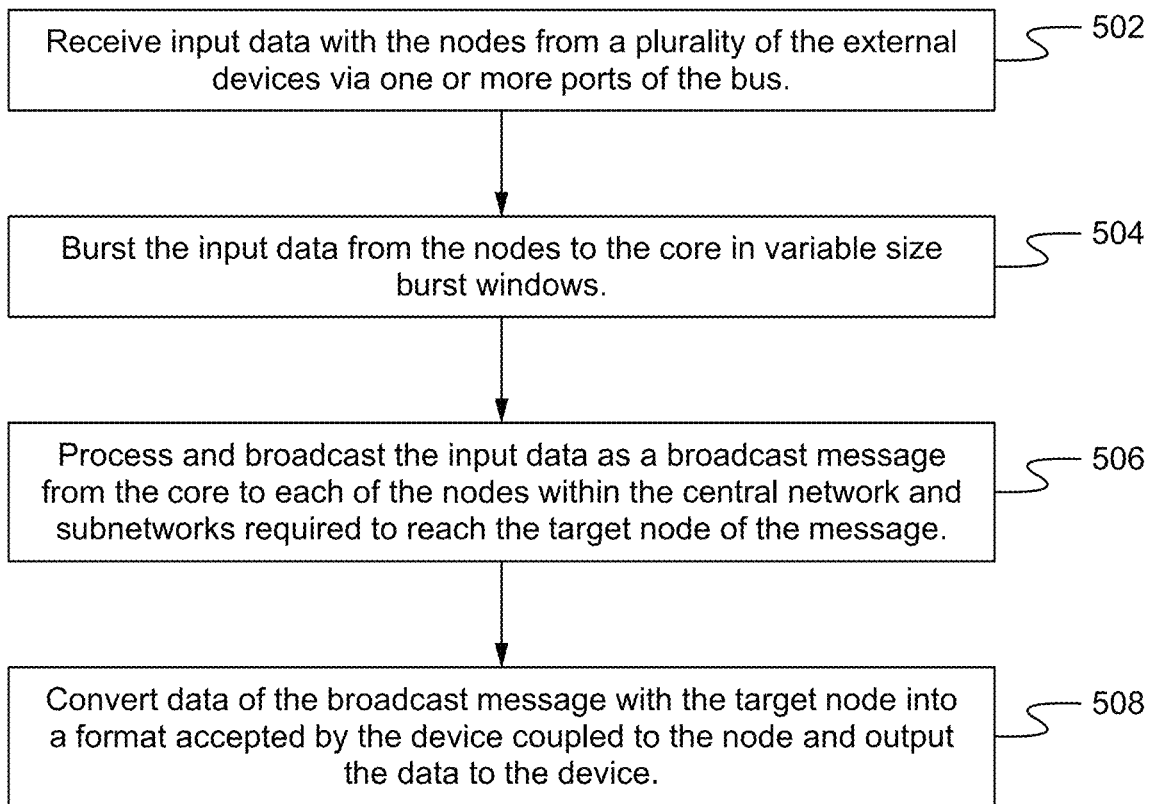 Receive input data with the nodes from a plurality of the external
devices via one or more ports of the bus.
502
Burst the input data from the nodes to the core in variable size
burst windows.
504
Process and broadcast the input data as a broadcast message
from the core to each of the nodes within the central network and
subnetworks required to reach the target node of the message.
506
Convert data of the broadcast message with the target node into
a format accepted by the device coupled to the node and output
the data to the device.
508